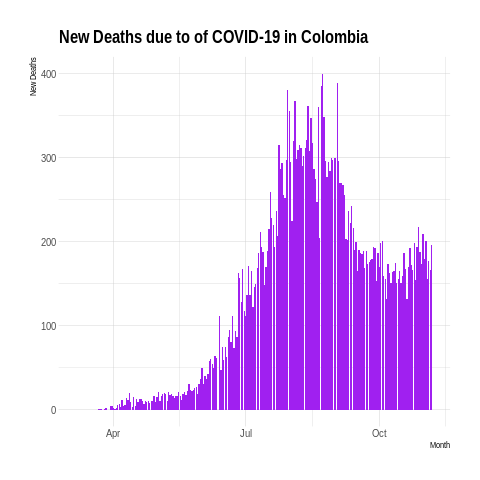 New Deaths due to of COVID-19 in Colombia
New Deaths
400
300
200
100
0
Apr
Jul
Oct
Month